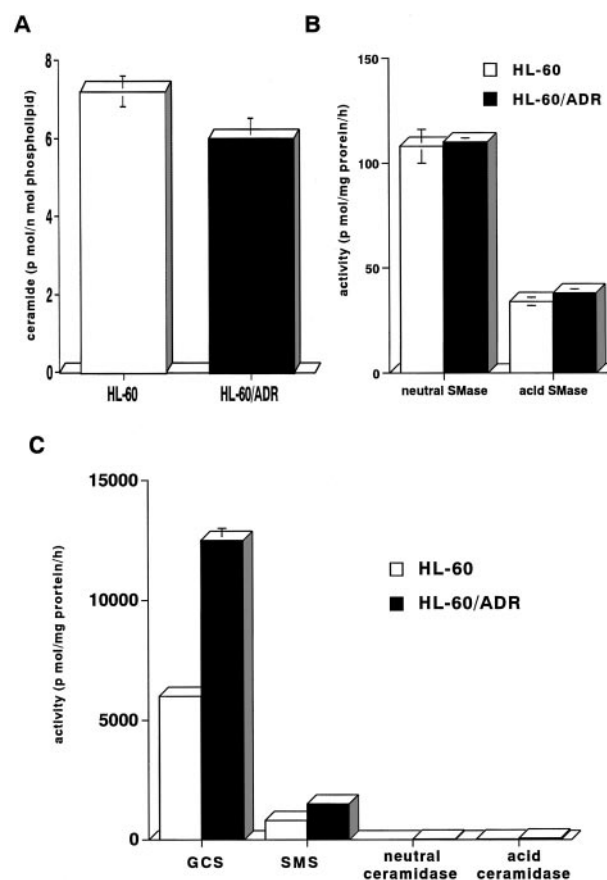 A
ceramide (p mol/n mol phospholipid)
8
6
4
2
0
HL-60 HL-60/ADR
B
activity (p mol/mg prorein/h)
150
100
50
0
HL-60
HL-60/ADR
neutral SMase acid SMase
C
activity (p mol/mg prortein/h)
15000
10000
5000
0
HL-60
HL-60/ADR
GCS SMS neutral ceramidase acid ceramidase